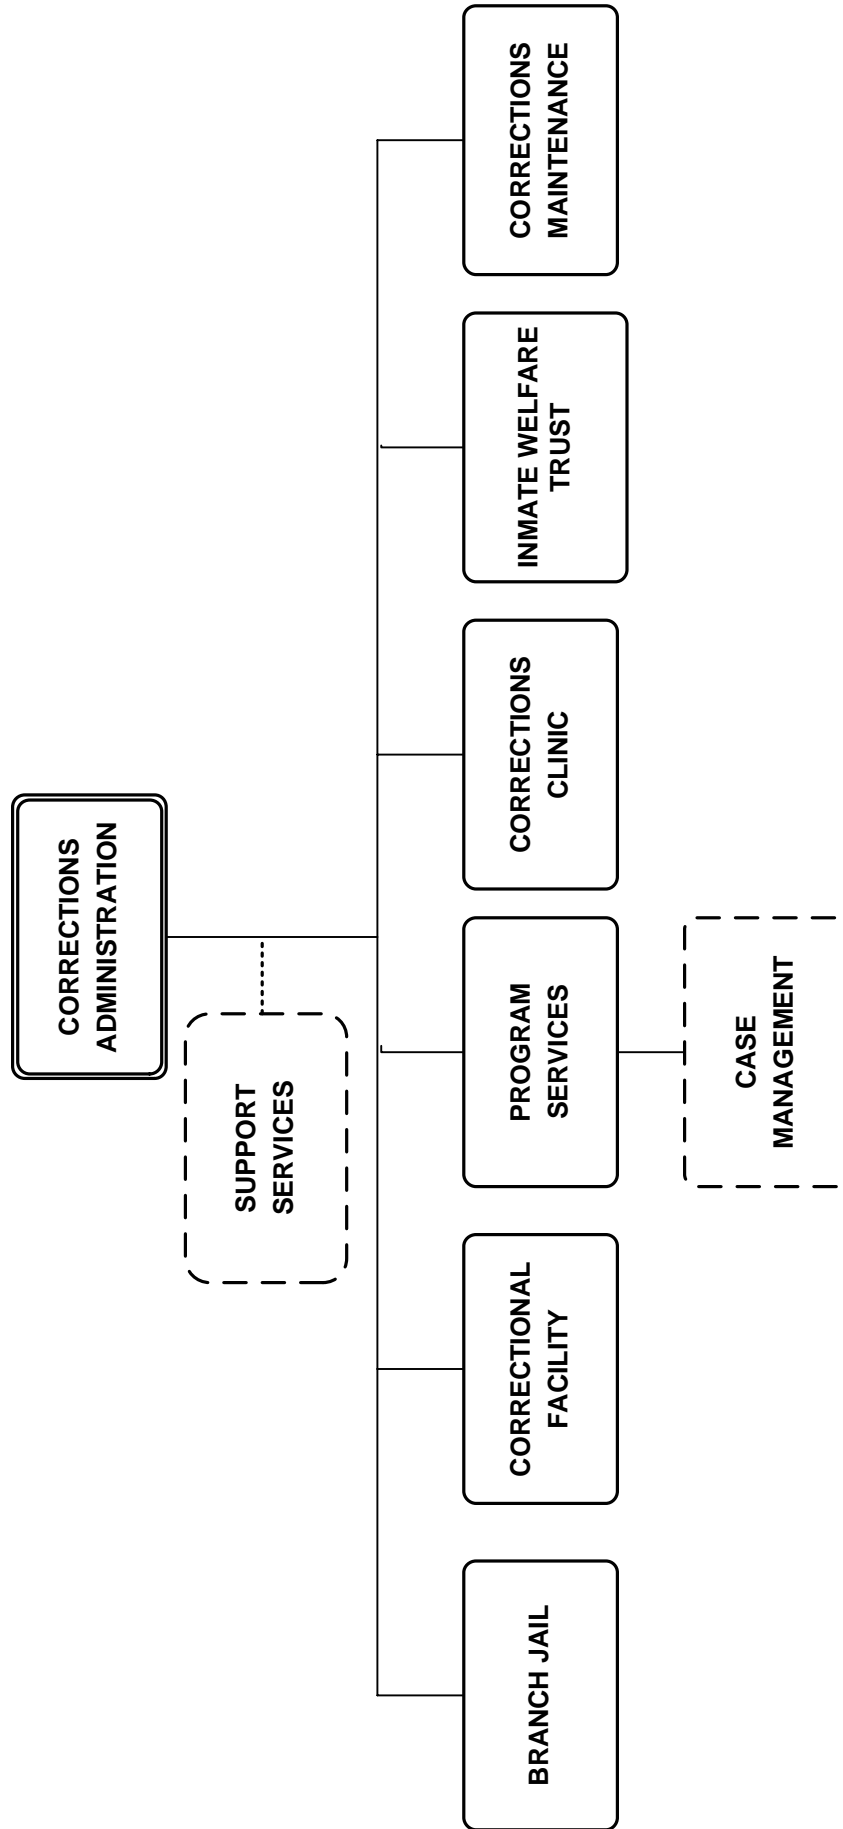 CORRECTIONS
ADMINISTRATION
SUPPORT
SERVICES
BRANCH JAIL
CORRECTIONAL
FACILITY
PROGRAM
SERVICES
CORRECTIONS
CLINIC
INMATE WELFARE
TRUST
CORRECTIONS
MAINTENANCE
CASE
MANAGEMENT